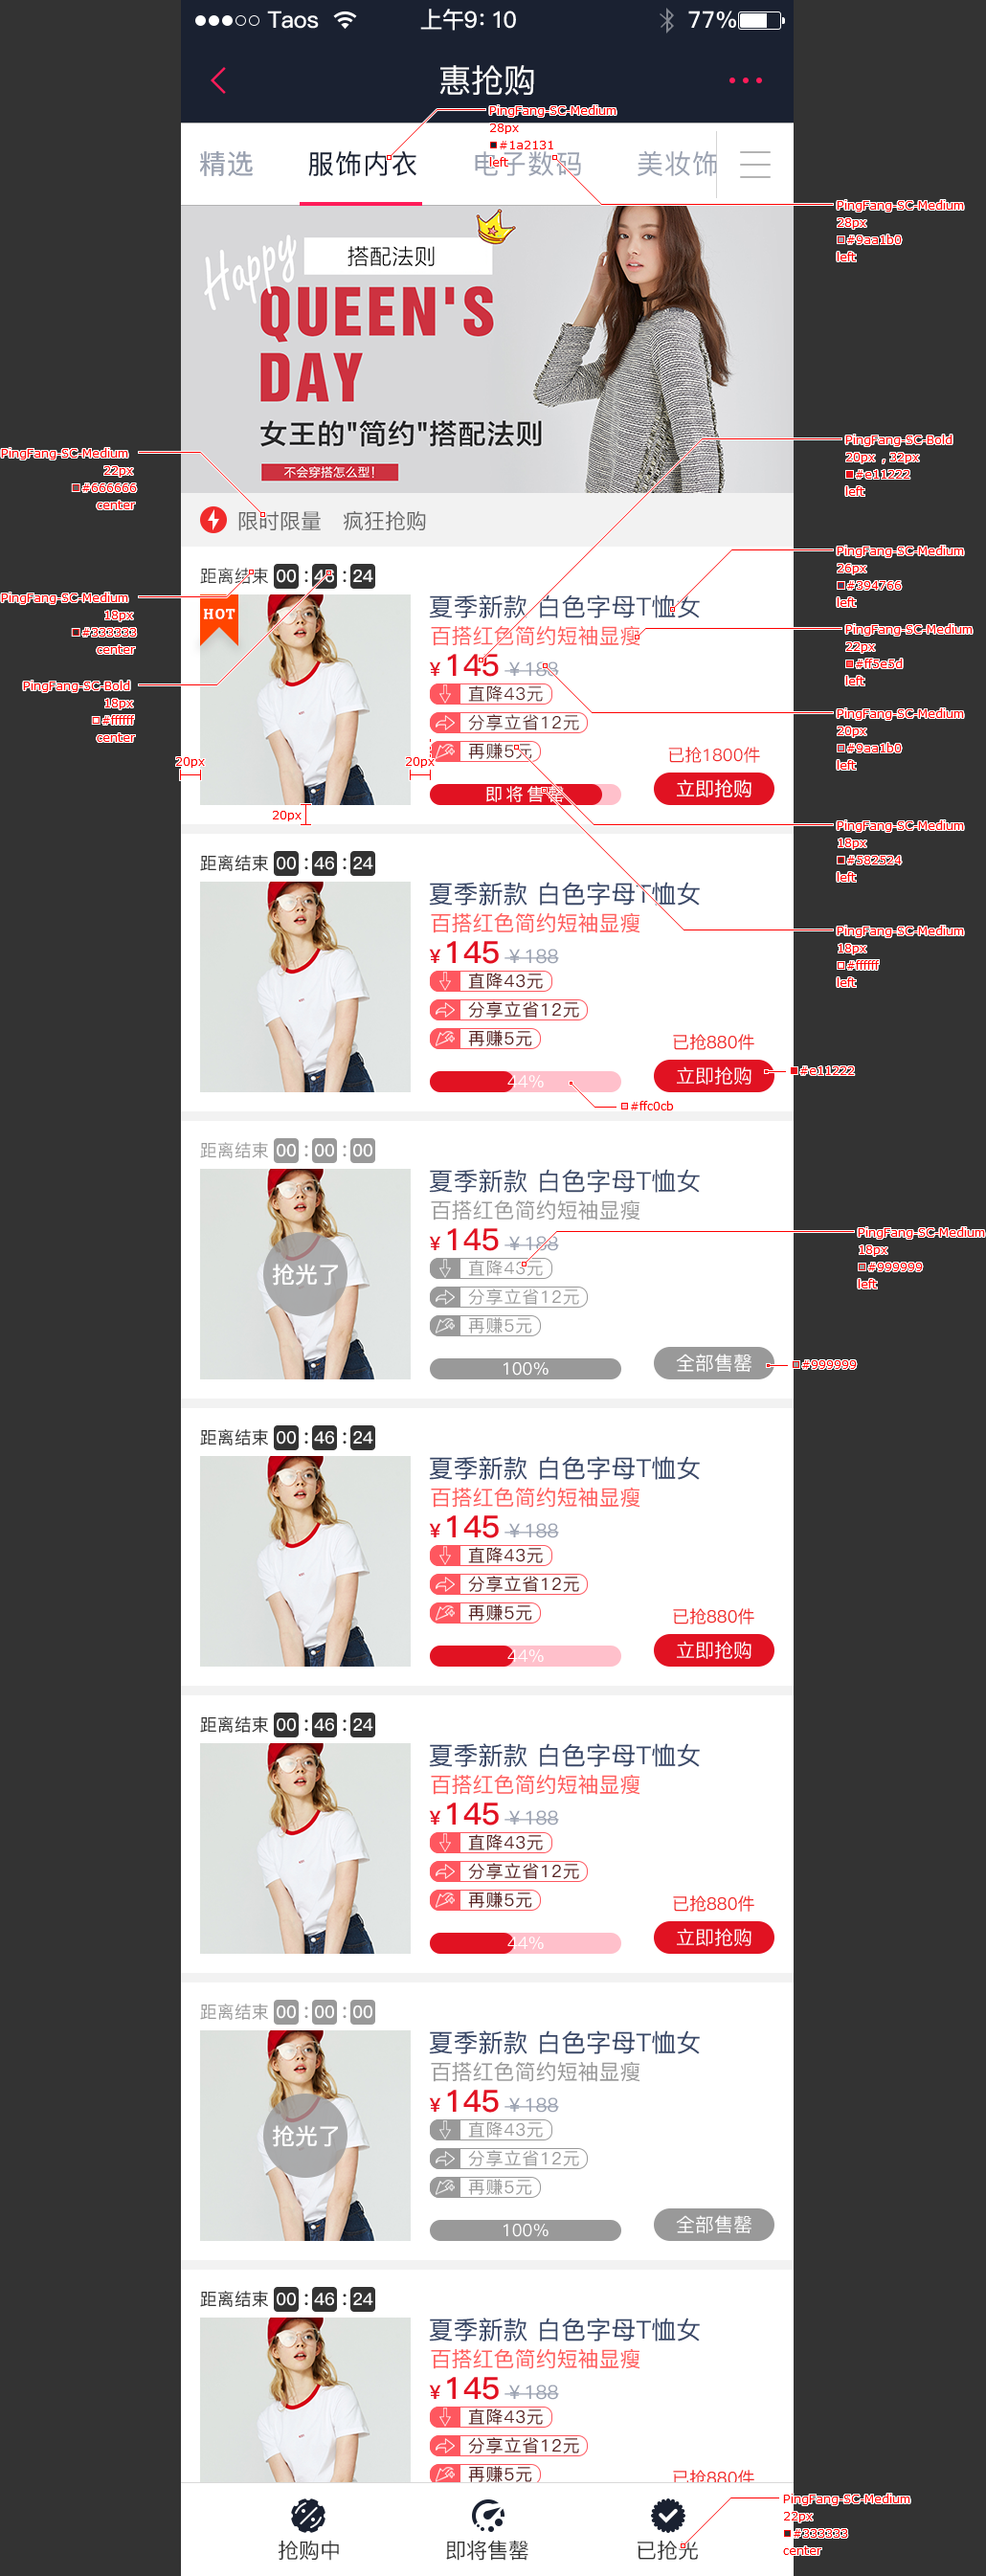 Taos 上午9: 10 77%
惠抢购
PingFang-SC-Medium
28px
#1a2131
left
精选 服饰内衣 电子数码 美妆饰
PingFang-SC-Medium
28px
#9aa1b0
left
Happy 搭配法则
QUEEN'S
DAY
女王的"简约"搭配法则
不会穿搭怎么型!
PingFang-SC-Bold
20px , 32px
#e11222
left
PingFang-SC-Medium
22px
#666666
center
限时限量 疯狂抢购
PingFang-SC-Medium
26px
#394766
left
PingFang-SC-Medium
18px
#333333
center
PingFang-SC-Medium
22px
#ff5e5d
left
PingFang-SC-Bold
18px
#ffffff
center
PingFang-SC-Medium
20px
#9aa1b0
left
距离结束 00 : 46 : 24
HOT
夏季新款 白色字母T恤女
百搭红色简约短袖显瘦
¥145 ¥188
直降43元
分享立省12元
再赚5元
已抢1800件
即将售罄
立即抢购
20px
20px
20px
PingFang-SC-Medium
18px
#582524
left
PingFang-SC-Medium
18px
#ffffff
left
距离结束 00 : 46 : 24
夏季新款 白色字母T恤女
百搭红色简约短袖显瘦
¥145 ¥188
直降43元
分享立省12元
再赚5元
已抢880件
44%
立即抢购
#e11222
#ffc0cb
距离结束 00 : 00 : 00
夏季新款 白色字母T恤女
百搭红色简约短袖显瘦
¥145 ¥188
抢光了
直降43元
分享立省12元
再赚5元
100%
全部售罄
PingFang-SC-Medium
18px
#999999
left
#999999
距离结束 00 : 46 : 24
夏季新款 白色字母T恤女
百搭红色简约短袖显瘦
¥145 ¥188
直降43元
分享立省12元
再赚5元
已抢880件
44%
立即抢购
距离结束 00 : 46 : 24
夏季新款 白色字母T恤女
百搭红色简约短袖显瘦
¥145 ¥188
直降43元
分享立省12元
再赚5元
已抢880件
44%
立即抢购
距离结束 00 : 00 : 00
夏季新款 白色字母T恤女
百搭红色简约短袖显瘦
¥145 ¥188
抢光了
直降43元
分享立省12元
再赚5元
100%
全部售罄
距离结束 00 : 46 : 24
夏季新款 白色字母T恤女
百搭红色简约短袖显瘦
¥145 ¥188
直降43元
分享立省12元
再赚5元
已抢880件
抢购中 即将售罄 已抢光
PingFang-SC-Medium
22px
#333333
center